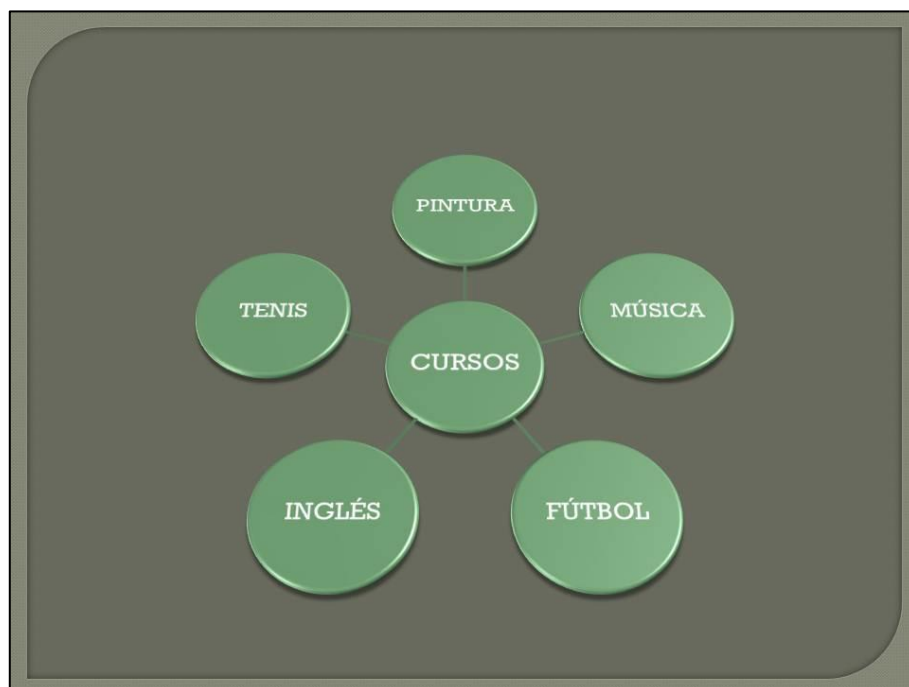 PINTURA
TENIS
MÚSICA
CURSOS
INGLÉS
FÚTBOL